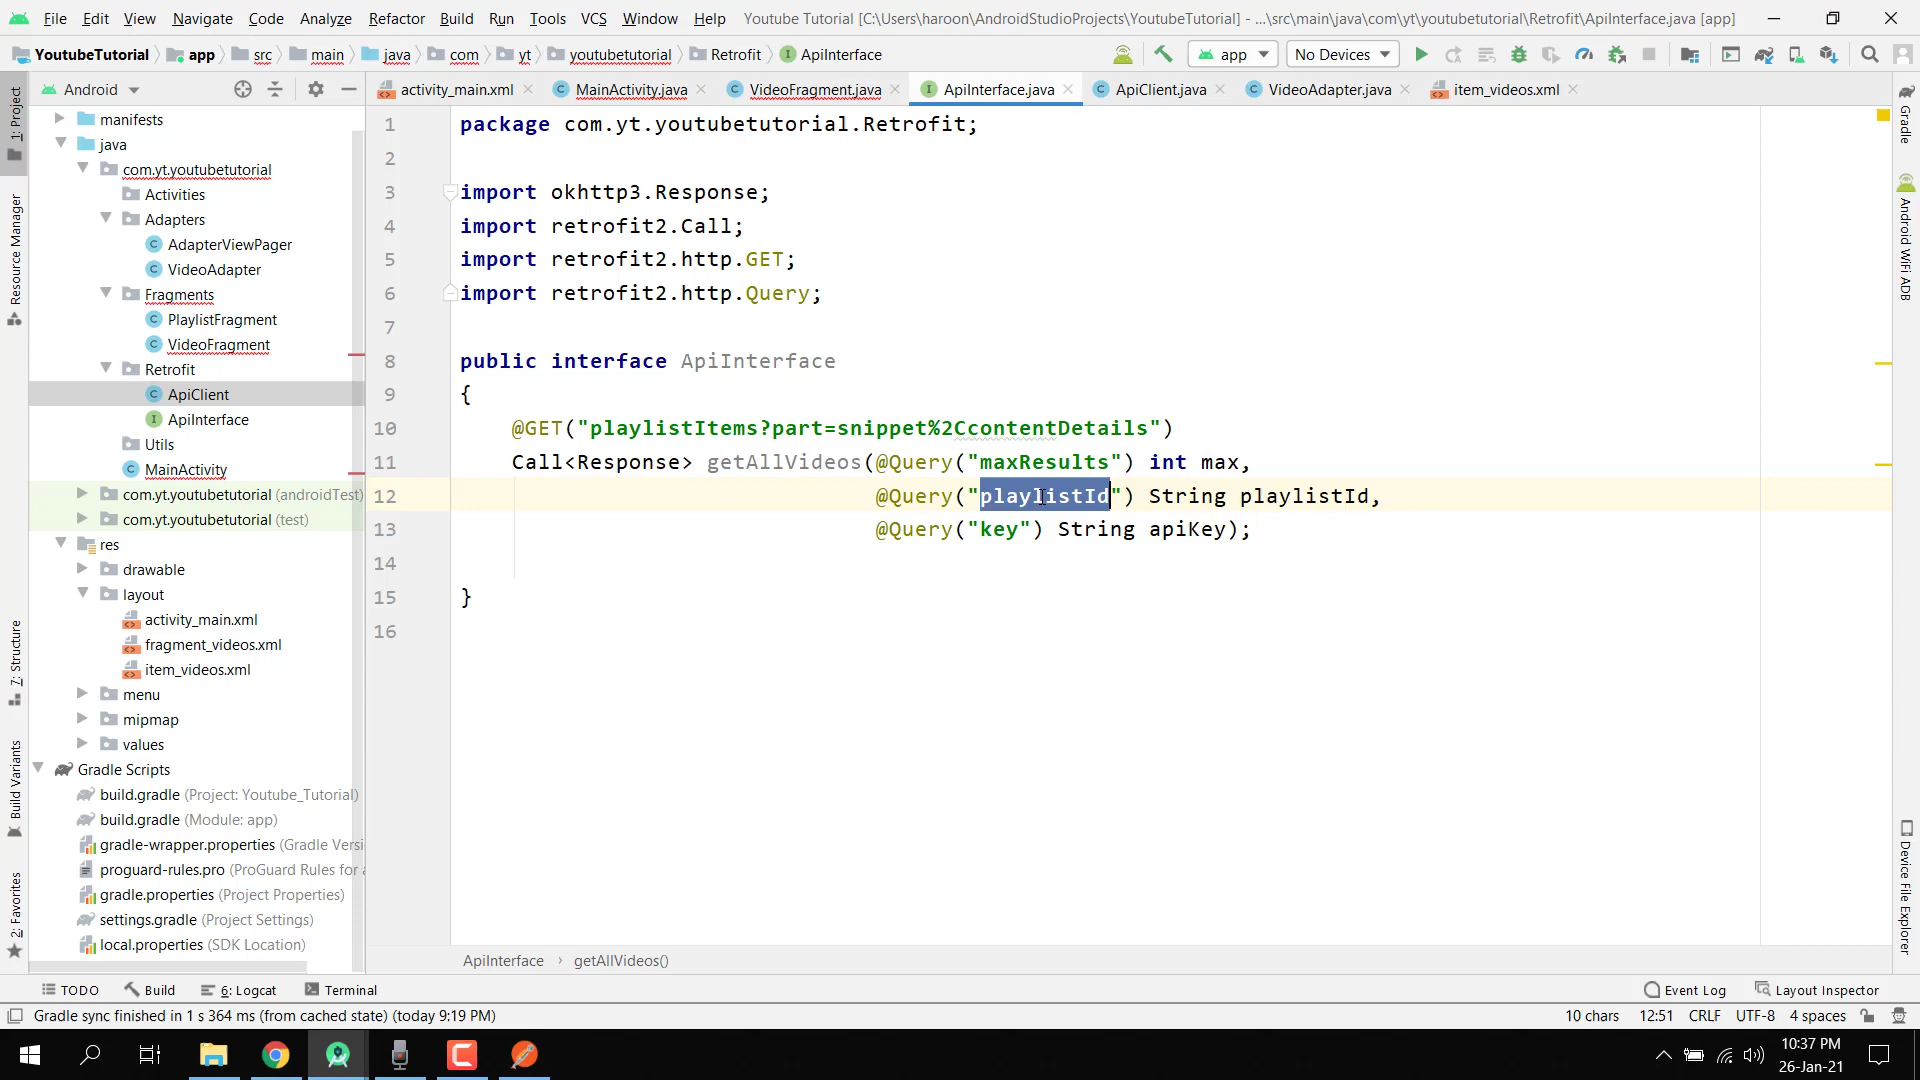 File Edit View Navigate Code Analyze Refactor Build Run Tools VCS Window Help Youtube Tutorial [C:\Users\haroon\AndroidStudioProjects\YoutubeTutorial] - ...\src\main\java\com\yt\youtubetutorial\Retrofit\ApiInterface.java [app]
YoutubeTutorial app src main java com yt youtubetutorial Retrofit ApiInterface app No Devices
Android activity_main.xml MainActivity.java VideoFragment.java ApiInterface.java ApiClient.java VideoAdapter.java item_videos.xml
1: Project
Resource Manager
7: Structure
Build Variants
2: Favorites
manifests
java
com.yt.youtubetutorial
Activities
Adapters
AdapterViewPager
VideoAdapter
Fragments
PlaylistFragment
VideoFragment
Retrofit
ApiClient
ApiInterface
Utils
MainActivity
com.yt.youtubetutorial (androidTest)
com.yt.youtubetutorial (test)
res
drawable
layout
activity_main.xml
fragment_videos.xml
item_videos.xml
menu
mipmap
values
Gradle Scripts
build.gradle (Project: Youtube_Tutorial)
build.gradle (Module: app)
gradle-wrapper.properties (Gradle Versi
proguard-rules.pro (ProGuard Rules for a
gradle.properties (Project Properties)
settings.gradle (Project Settings)
local.properties (SDK Location)
1 package com.yt.youtubetutorial.Retrofit;
2
3 import okhttp3.Response;
4 import retrofit2.Call;
5 import retrofit2.http.GET;
6 import retrofit2.http.Query;
7
8 public interface ApiInterface
9 {
10 @GET("playlistItems?part=snippet%2CcontentDetails")
11 Call<Response> getAllVideos(@Query("maxResults") int max,
12 @Query("playlistId") String playlistId,
13 @Query("key") String apiKey);
14
15 }
16
Gradle
Android WiFi ADB
Device File Explorer
ApiInterface › getAllVideos()
TODO Build 6: Logcat Terminal Event Log Layout Inspector
Gradle sync finished in 1 s 364 ms (from cached state) (today 9:19 PM) 10 chars 12:51 CRLF UTF-8 4 spaces
10:37 PM
26-Jan-21